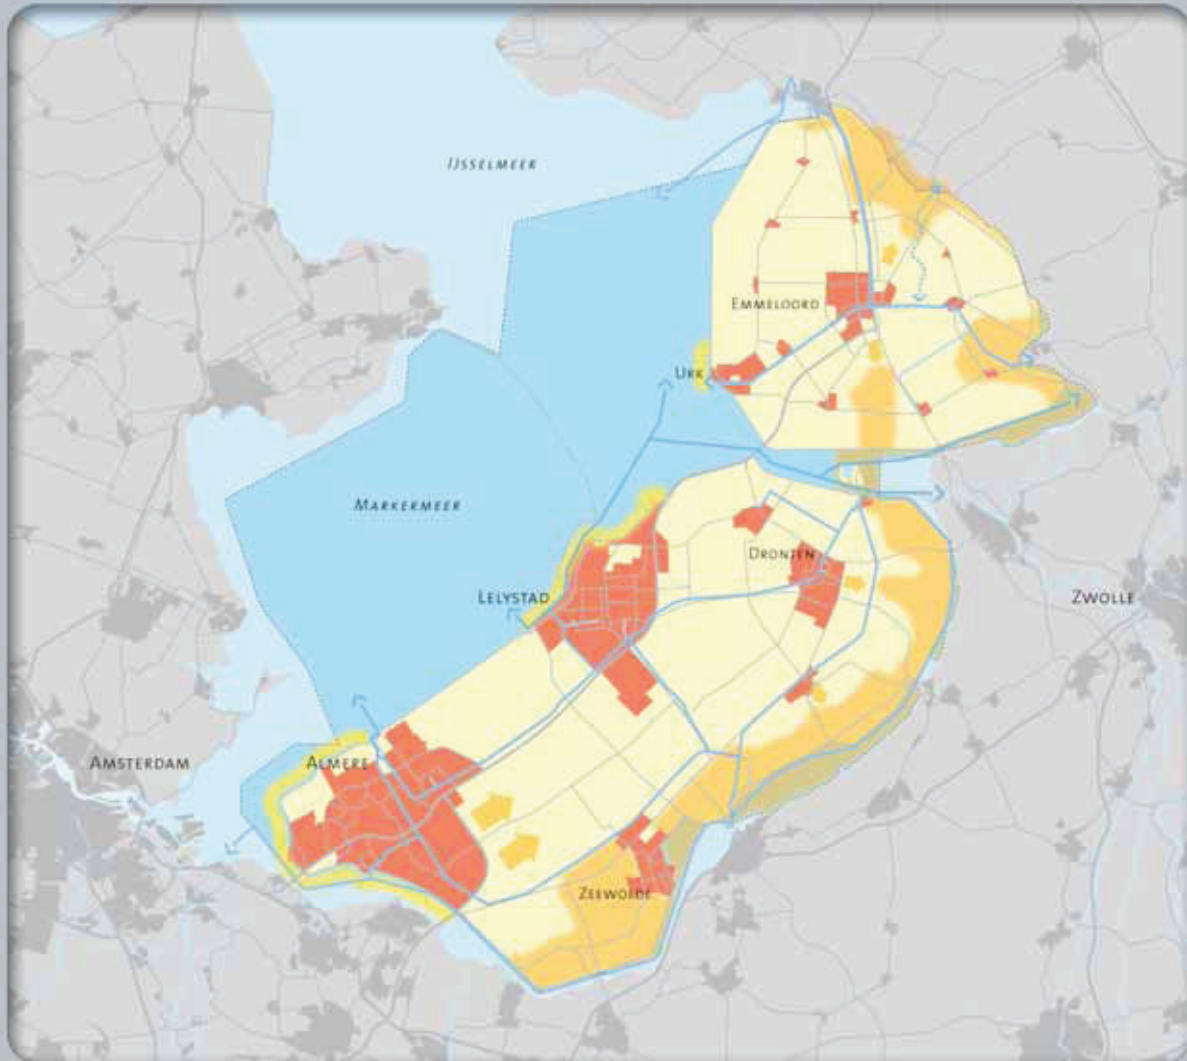 IJSSELMEER
EMMELOORD
URK
MARKERMEER
DRONTEN
LELYSTAD
ZWOLLE
AMSTERDAM
ALMERE
ZEEWOLDE